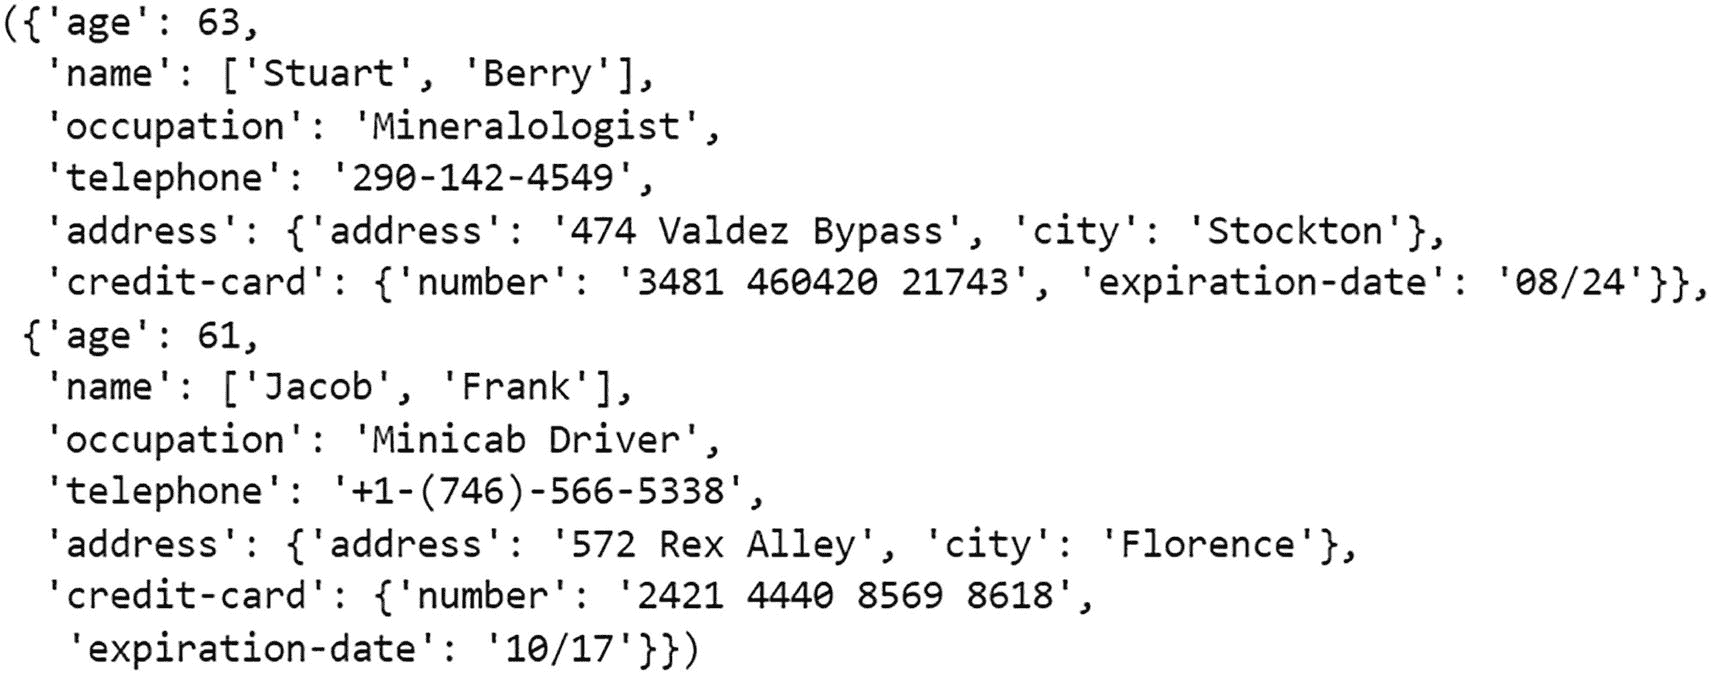 ({'age': 63,
'name': ['Stuart', 'Berry'],
'occupation': 'Mineralologist',
'telephone': '290-142-4549',
'address': {'address': '474 Valdez Bypass', 'city': 'Stockton'},
'credit-card': {'number': '3481 460420 21743', 'expiration-date': '08/24'}},
{'age': 61,
'name': ['Jacob', 'Frank'],
'occupation': 'Minicab Driver',
'telephone': '+1-(746)-566-5338',
'address': {'address': '572 Rex Alley', 'city': 'Florence'},
'credit-card': {'number': '2421 4440 8569 8618',
'expiration-date': '10/17'}})